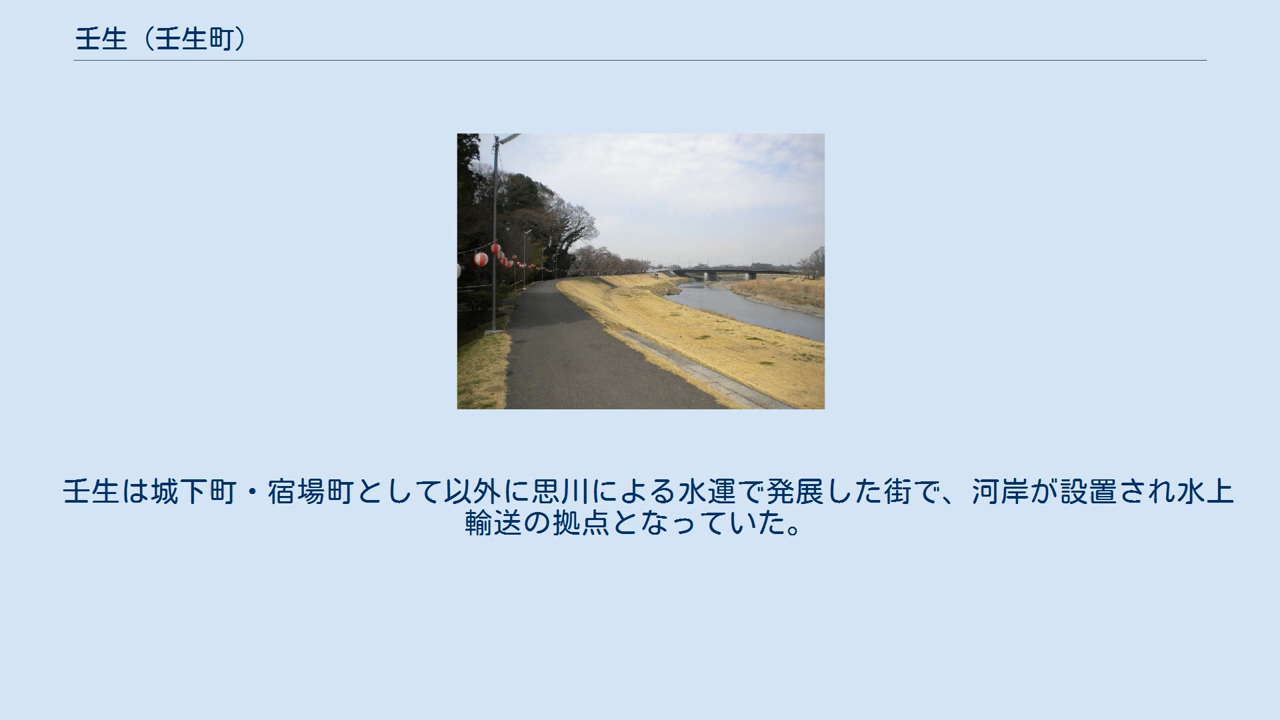 壬生（壬生町）
壬生は城下町・宿場町として以外に思川による水運で発展した街で、河岸が設置され水上
輸送の拠点となっていた。